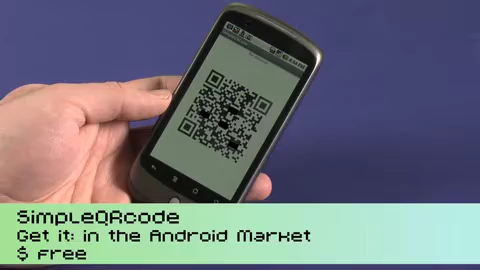 SimpleQRcode
Get it: in the Android Market
$ Free